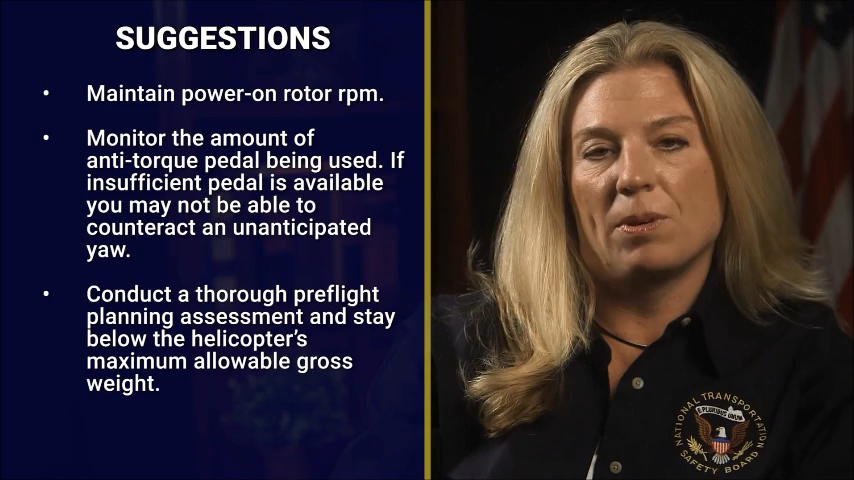 SUGGESTIONS
• Maintain power-on rotor rpm.
• Monitor the amount of
anti-torque pedal being used. If
insufficient pedal is available
you may not be able to
counteract an unanticipated
yaw.
• Conduct a thorough preflight
planning assessment and stay
below the helicopter’s
maximum allowable gross
weight.
NATIONAL TRANSPORTATION
E PLURIBUS UNUM
SAFETY BOARD